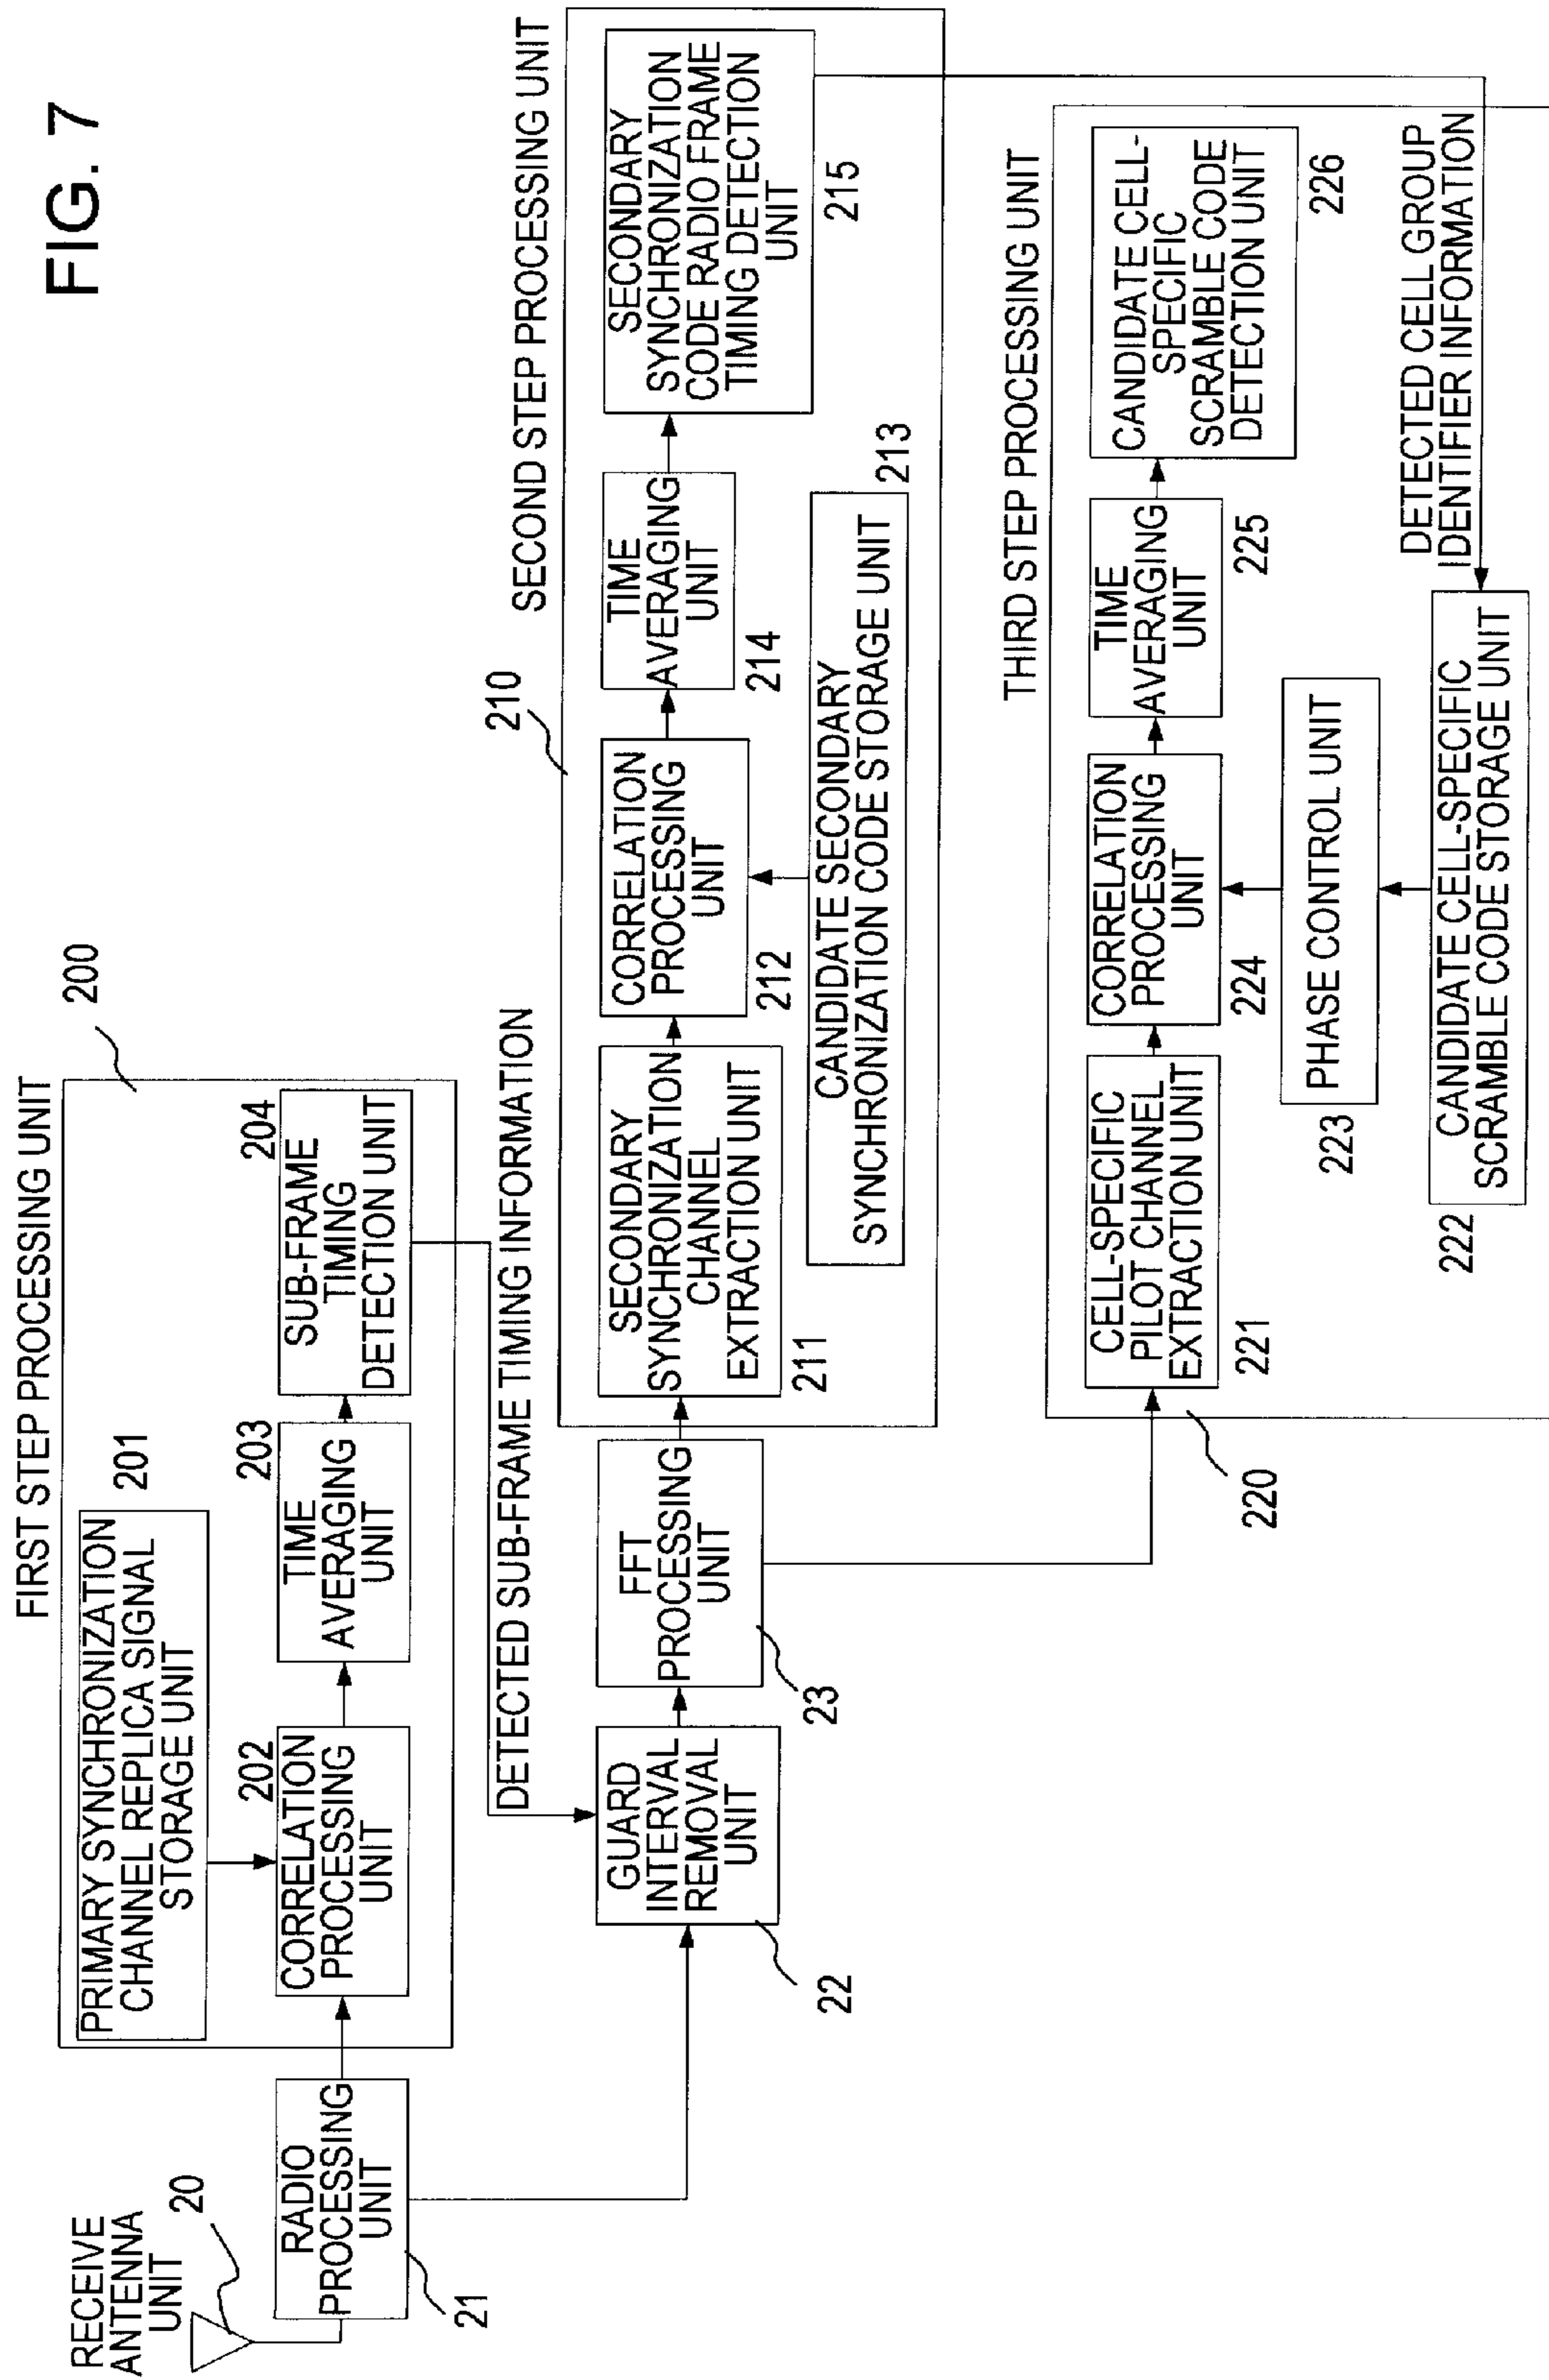 FIG. 7
RECEIVE
ANTENNA
UNIT
20
RADIO
PROCESSING
UNIT
21
FIRST STEP PROCESSING UNIT
200
PRIMARY SYNCHRONIZATION
CHANNEL REPLICA SIGNAL
STORAGE UNIT
201
CORRELATION
PROCESSING
UNIT
202
TIME
AVERAGING
UNIT
203
SUB-FRAME
TIMING
DETECTION UNIT
204
DETECTED SUB-FRAME TIMING INFORMATION
GUARD
INTERVAL
REMOVAL
UNIT
22
FFT
PROCESSING
UNIT
23
SECOND STEP PROCESSING UNIT
210
SECONDARY
SYNCHRONIZATION
CHANNEL
EXTRACTION UNIT
211
CORRELATION
PROCESSING
UNIT
212
CANDIDATE SECONDARY
SYNCHRONIZATION CODE STORAGE UNIT
213
TIME
AVERAGING
UNIT
214
SECONDARY
SYNCHRONIZATION
CODE RADIO FRAME
TIMING DETECTION
UNIT
215
THIRD STEP PROCESSING UNIT
220
CELL-SPECIFIC
PILOT CHANNEL
EXTRACTION UNIT
221
CORRELATION
PROCESSING
UNIT
224
TIME
AVERAGING
UNIT
225
CANDIDATE CELL-
SPECIFIC
SCRAMBLE CODE
DETECTION UNIT
226
PHASE CONTROL UNIT
223
CANDIDATE CELL-SPECIFIC
SCRAMBLE CODE STORAGE UNIT
222
DETECTED CELL GROUP
IDENTIFIER INFORMATION